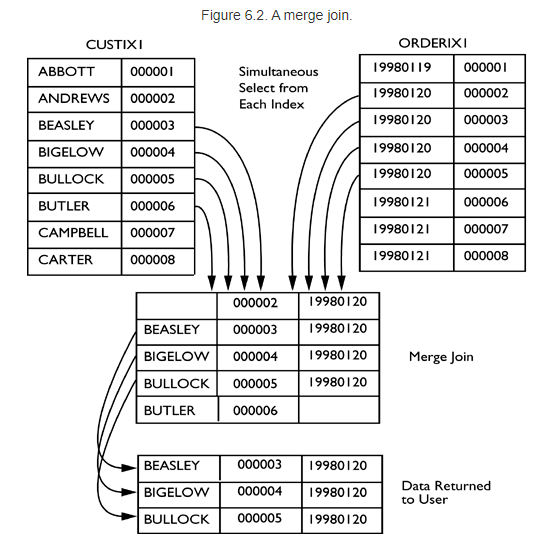 Figure 6.2. A merge join.
CUSTIX1
ORDERIX1
ABBOTT 000001
ANDREWS 000002
BEASLEY 000003
BIGELOW 000004
BULLOCK 000005
BUTLER 000006
CAMPBELL 000007
CARTER 000008
Simultaneous
Select from
Each Index
19980119 000001
19980120 000002
19980120 000003
19980120 000004
19980120 000005
19980121 000006
19980121 000007
19980121 000008
000002 19980120
BEASLEY 000003 19980120
BIGELOW 000004 19980120
BULLOCK 000005 19980120
BUTLER 000006
Merge Join
BEASLEY 000003 19980120
BIGELOW 000004 19980120
BULLOCK 000005 19980120
Data Returned
to User